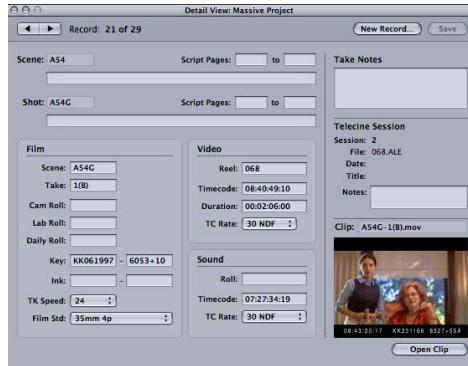 Detail View: Massive Project
Record: 21 of 29
New Record...
Save
Scene: A54
Script Pages: to
Shot: A54G
Script Pages: to
Film
Scene: A54G
Take: 1(B)
Cam Roll:
Lab Roll:
Daily Roll:
Key: KK061997 - 6053+10
Ink: -
TK Speed: 24
Film Std: 35mm 4p
Video
Reel: 068
Timecode: 08:40:49:10
Duration: 00:02:06:00
TC Rate: 30 NDF
Sound
Roll:
Timecode: 07:27:34:19
TC Rate: 30 NDF
Take Notes
Telecine Session
Session: 2
File: 068.ALE
Date:
Title:
Notes:
Clip: A54G-1(B).mov
08:43:20:17 KK231166 8327+05A
Open Clip